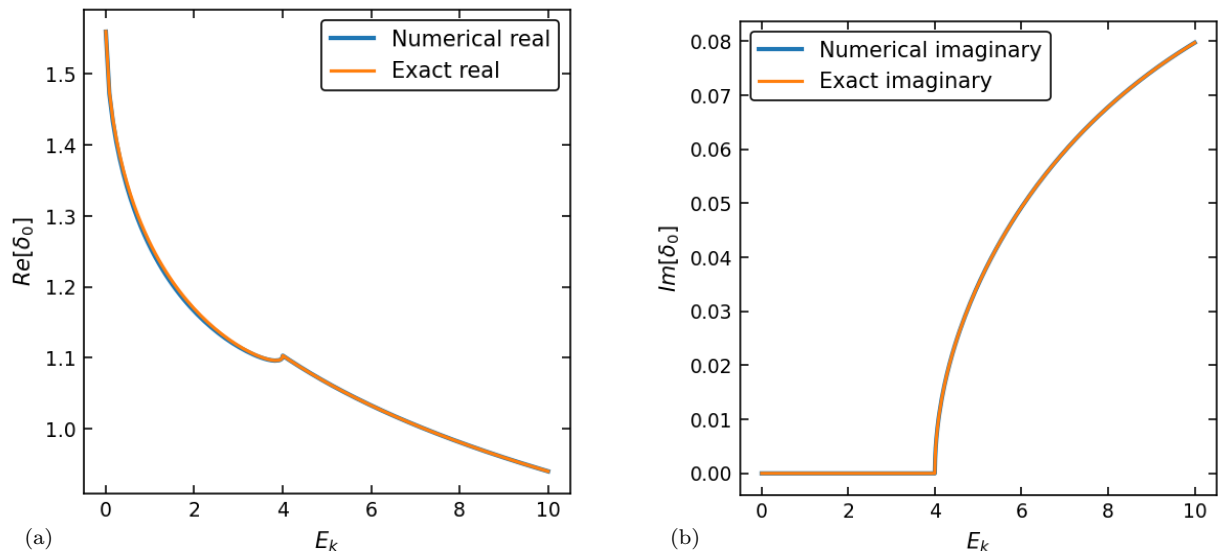 Numerical real
Exact real
Re[δ₀]
1.5
1.4
1.3
1.2
1.1
1.0
0 2 4 6 8 10
E_k
(a)
Numerical imaginary
Exact imaginary
Im[δ₀]
0.08
0.07
0.06
0.05
0.04
0.03
0.02
0.01
0.00
0 2 4 6 8 10
E_k
(b)